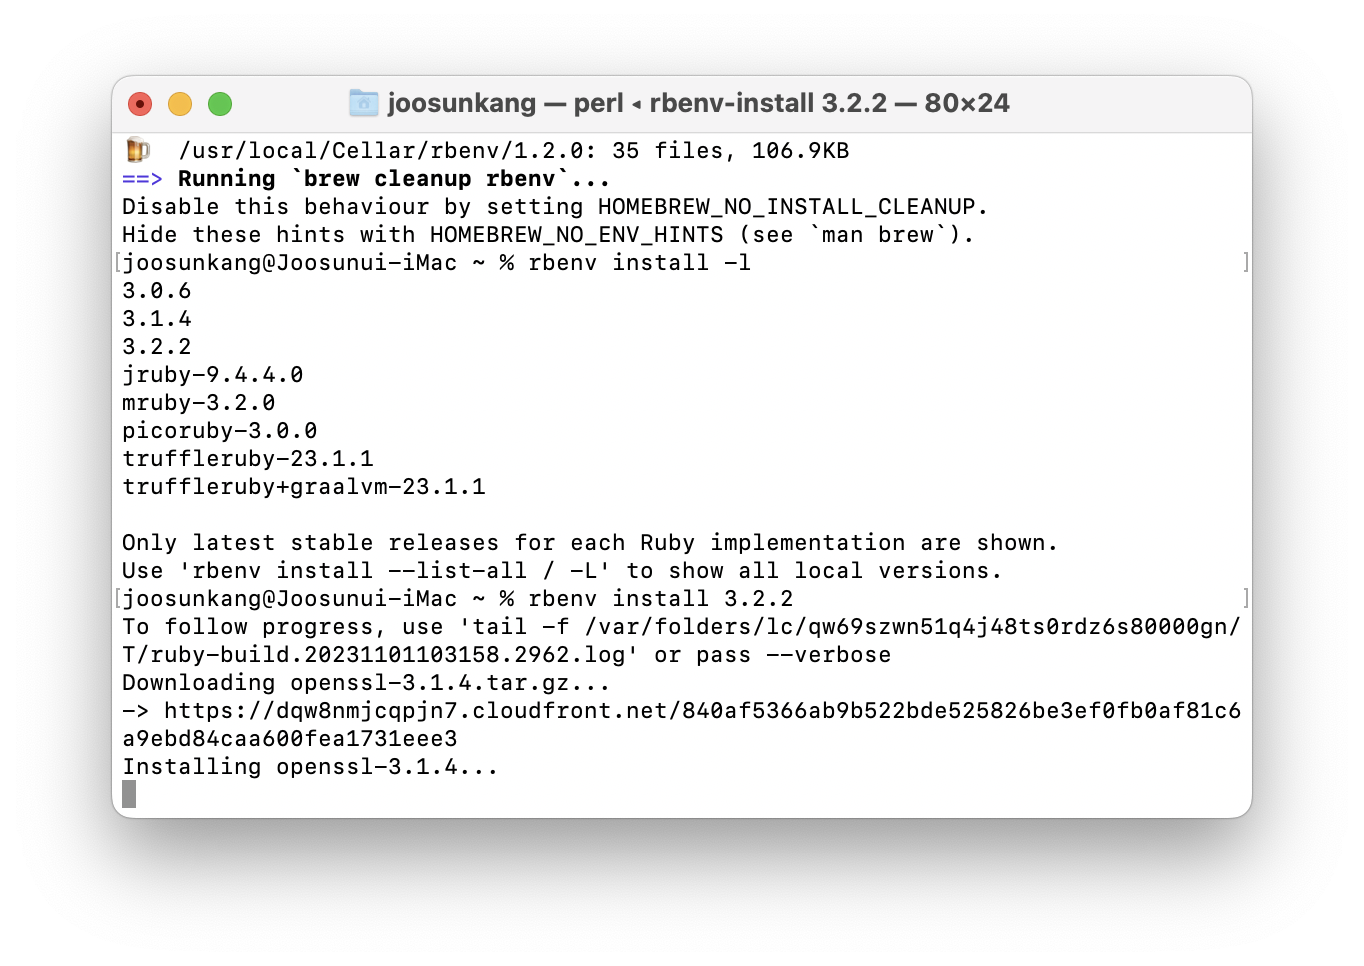 joosunkang — perl ◂ rbenv-install 3.2.2 — 80×24
🍺  /usr/local/Cellar/rbenv/1.2.0: 35 files, 106.9KB
==> Running `brew cleanup rbenv`...
Disable this behaviour by setting HOMEBREW_NO_INSTALL_CLEANUP.
Hide these hints with HOMEBREW_NO_ENV_HINTS (see `man brew`).
[joosunkang@Joosunui-iMac ~ % rbenv install -l ]
3.0.6
3.1.4
3.2.2
jruby-9.4.4.0
mruby-3.2.0
picoruby-3.0.0
truffleruby-23.1.1
truffleruby+graalvm-23.1.1

Only latest stable releases for each Ruby implementation are shown.
Use 'rbenv install --list-all / -L' to show all local versions.
[joosunkang@Joosunui-iMac ~ % rbenv install 3.2.2 ]
To follow progress, use 'tail -f /var/folders/lc/qw69szwn51q4j48ts0rdz6s80000gn/
T/ruby-build.20231101103158.2962.log' or pass --verbose
Downloading openssl-3.1.4.tar.gz...
-> https://dqw8nmjcqpjn7.cloudfront.net/840af5366ab9b522bde525826be3ef0fb0af81c6
a9ebd84caa600fea1731eee3
Installing openssl-3.1.4...